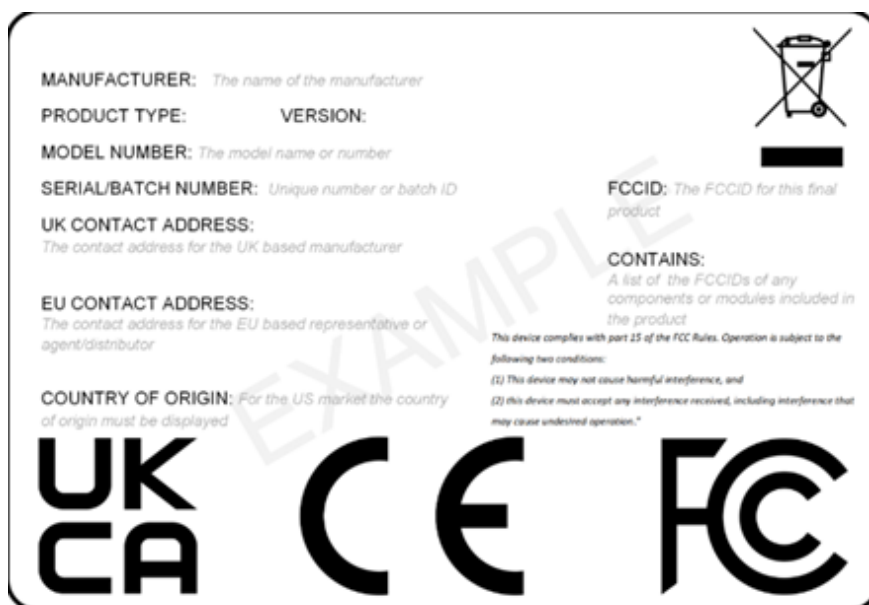 MANUFACTURER: The name of the manufacturer
PRODUCT TYPE: VERSION:
MODEL NUMBER: The model name or number
SERIAL/BATCH NUMBER: Unique number or batch ID
UK CONTACT ADDRESS:
The contact address for the UK based manufacturer
EU CONTACT ADDRESS:
The contact address for the EU based representative or
agent/distributor
COUNTRY OF ORIGIN: For the US market the country
of origin must be displayed
FCCID: The FCCID for this final
product
CONTAINS:
A list of the FCCIDs of any
components or modules included in
the product
This device complies with part 15 of the FCC Rules. Operation is subject to the
following two conditions:
(1) This device may not cause harmful interference, and
(2) this device must accept any interference received, including interference that
may cause undesired operation."
EXAMPLE
UK
CA
CE
FCC